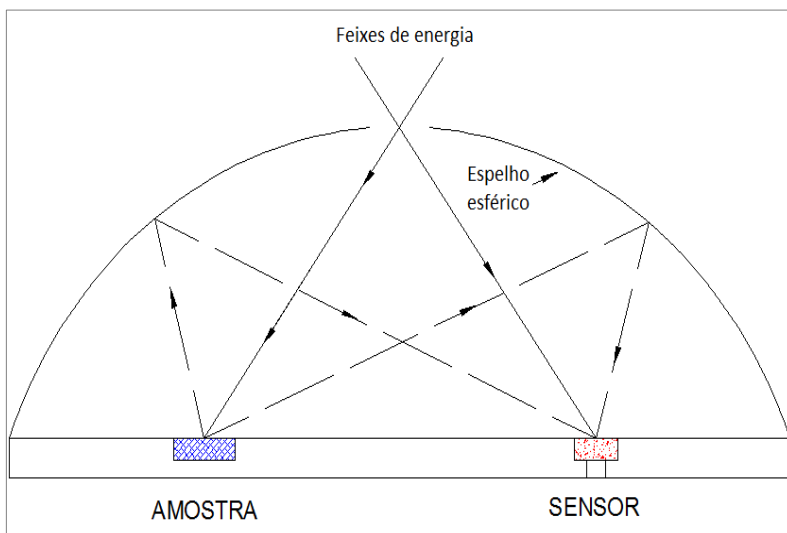 Feixes de energia
Espelho
esférico
AMOSTRA
SENSOR